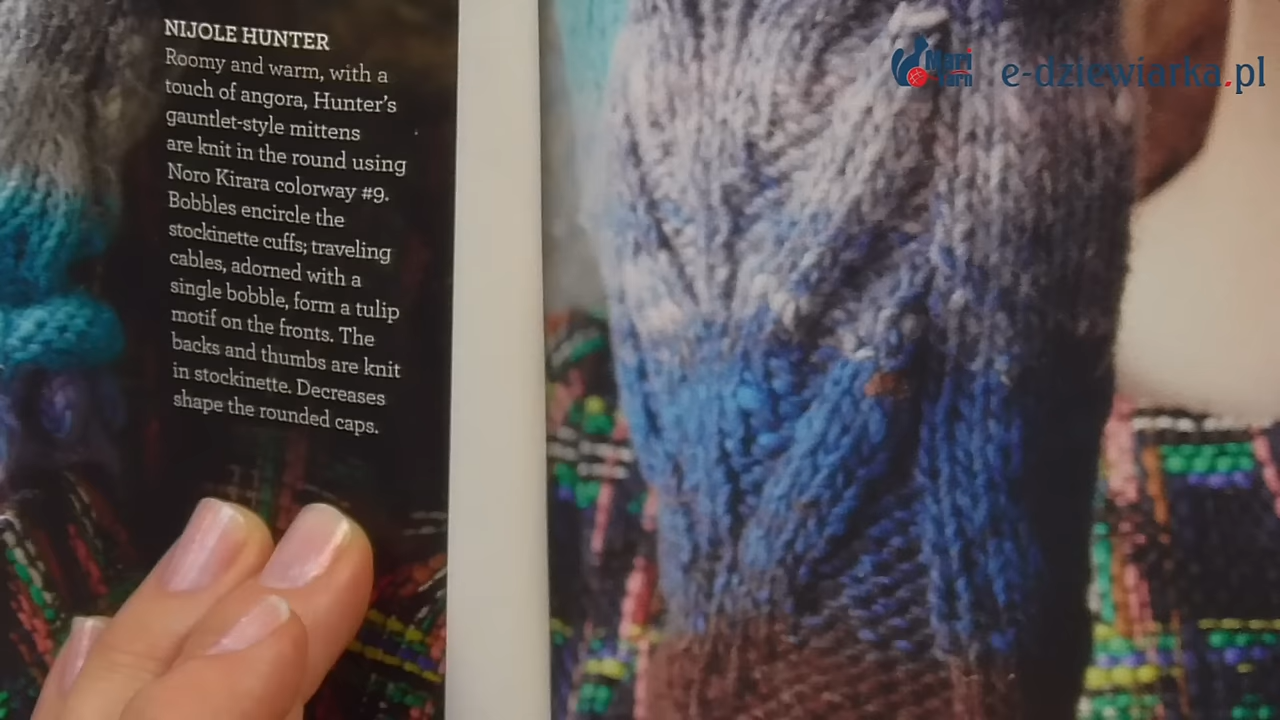 NIJOLE HUNTER
Roomy and warm, with a
touch of angora, Hunter's
gauntlet-style mittens
are knit in the round using
Noro Kirara colorway #9.
Bobbles encircle the
stockinette cuffs; traveling
cables, adorned with a
single bobble, form a tulip
motif on the fronts. The
backs and thumbs are knit
in stockinette. Decreases
shape the rounded caps.
Mari
Yarn
e-dziewiarka.pl